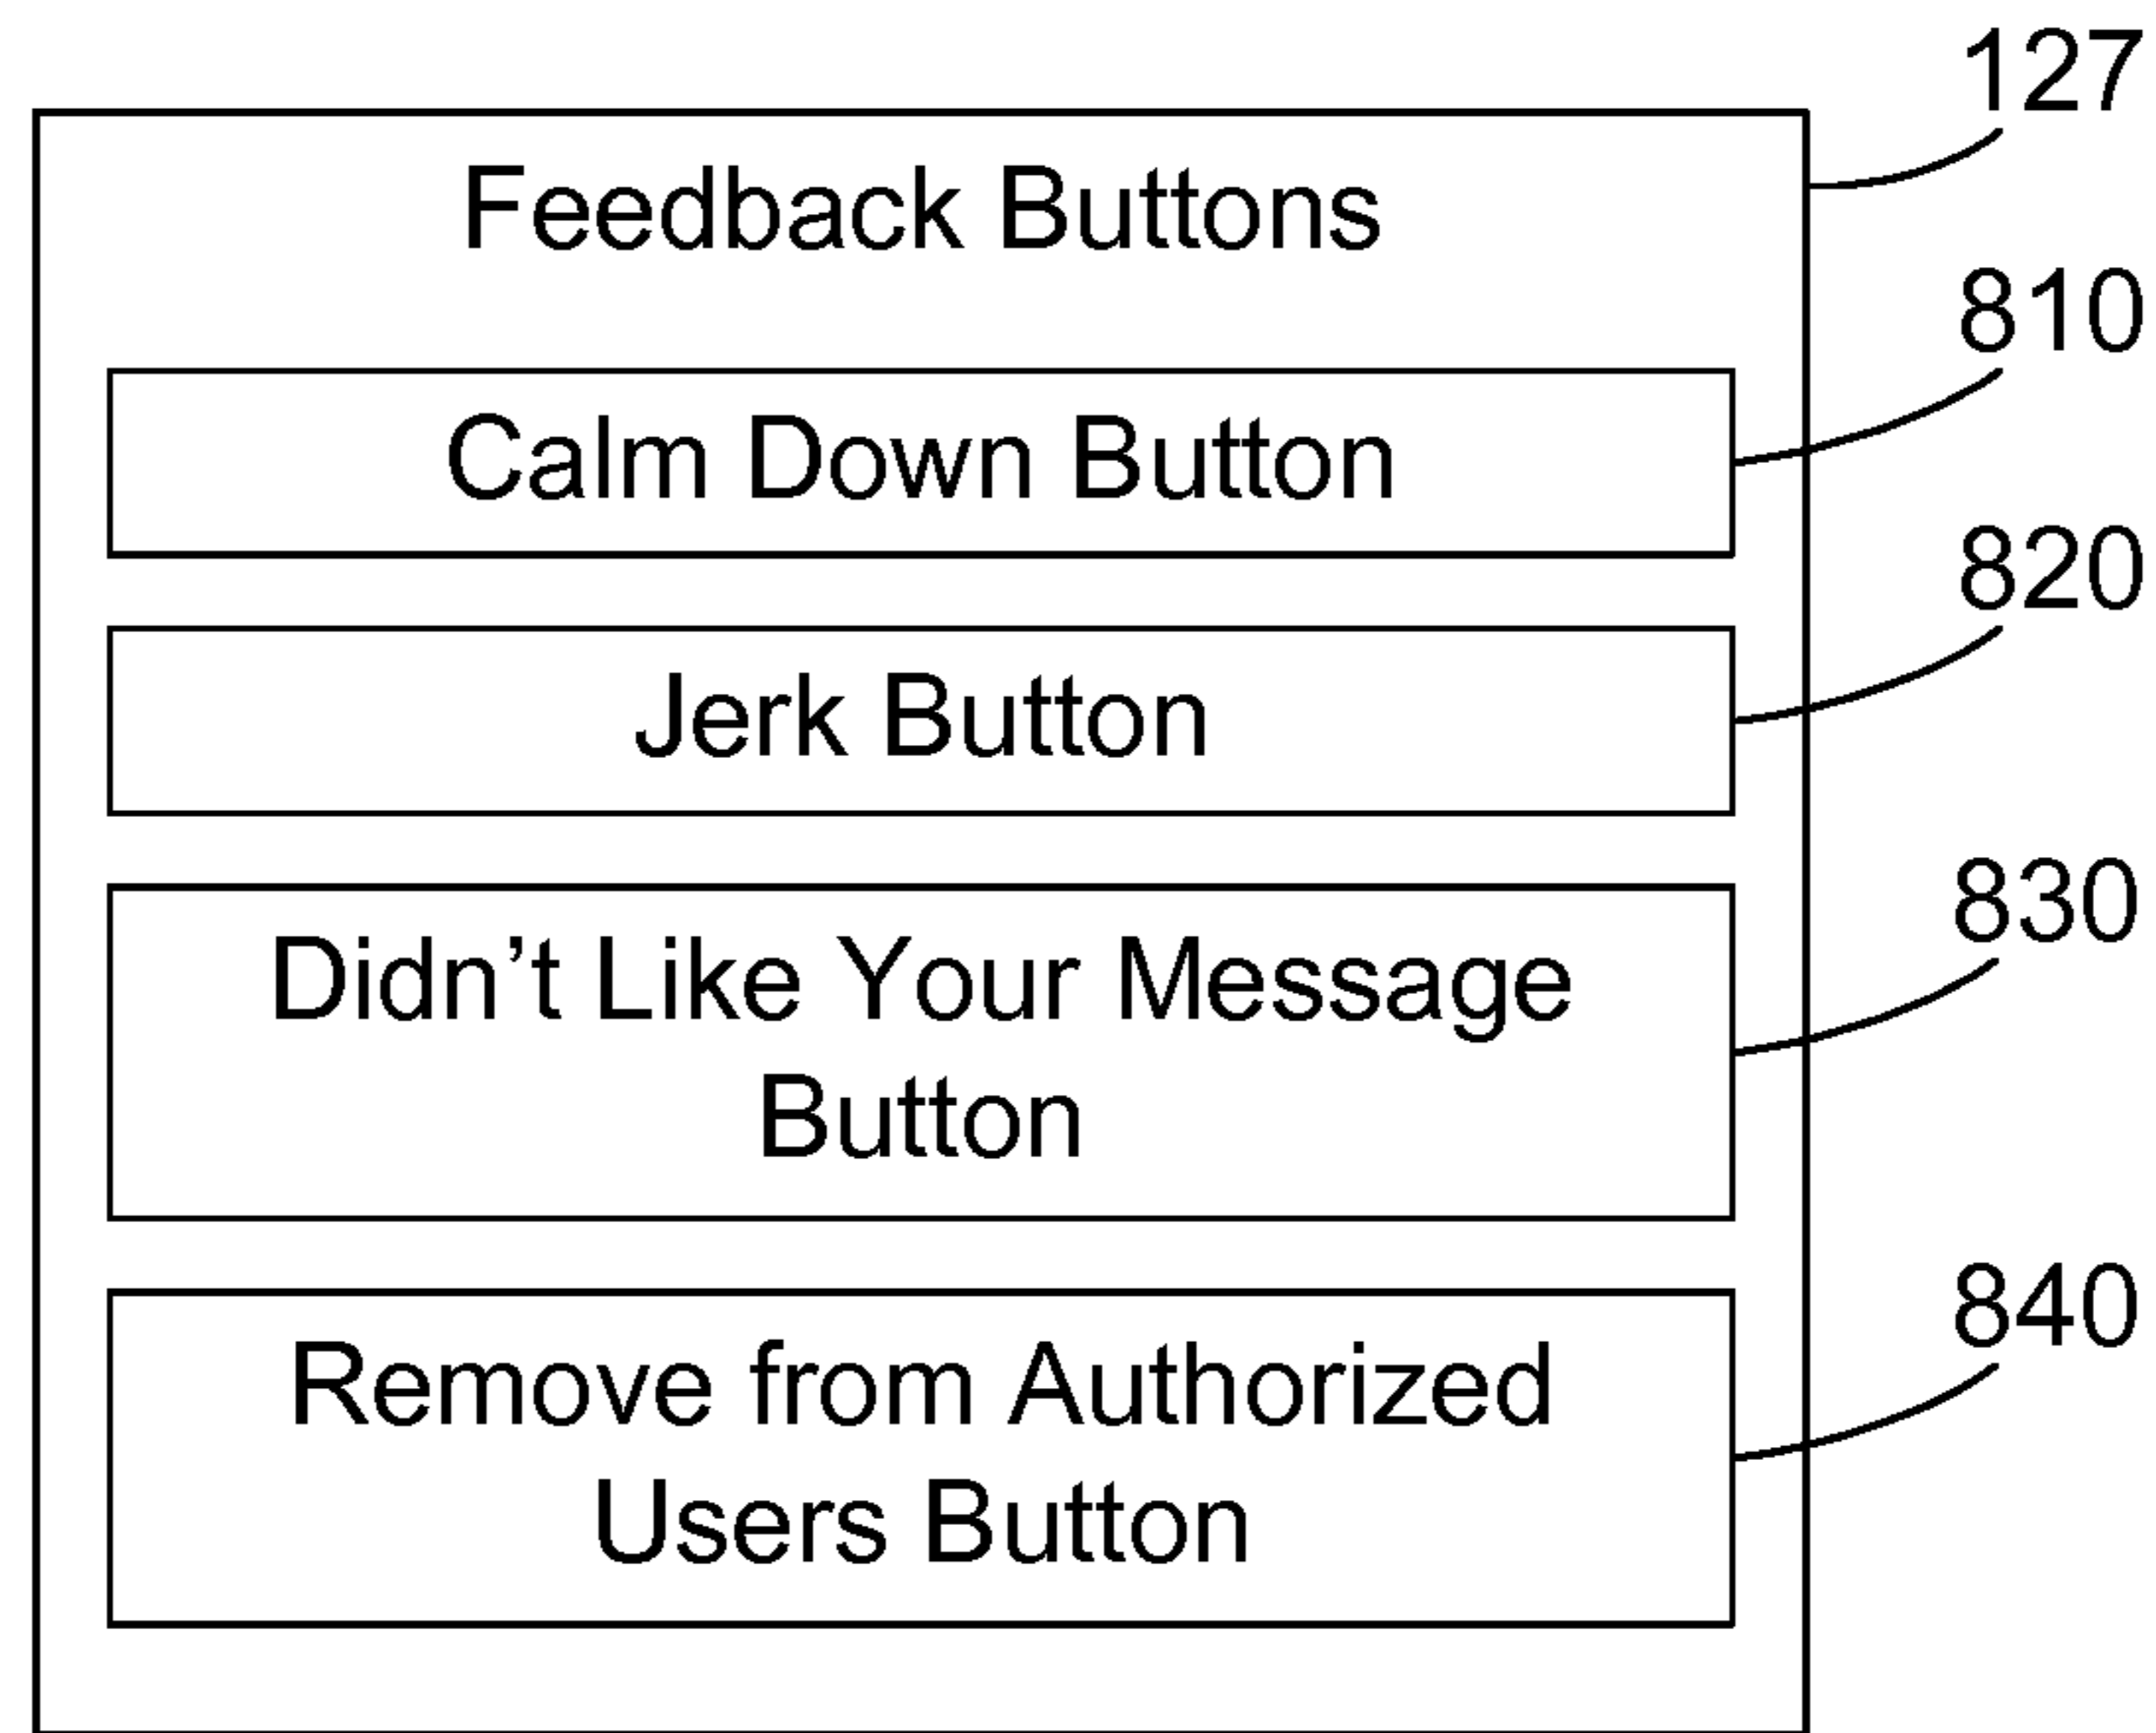 127
Feedback Buttons
810
Calm Down Button
820
Jerk Button
830
Didn’t Like Your Message
Button
840
Remove from Authorized
Users Button